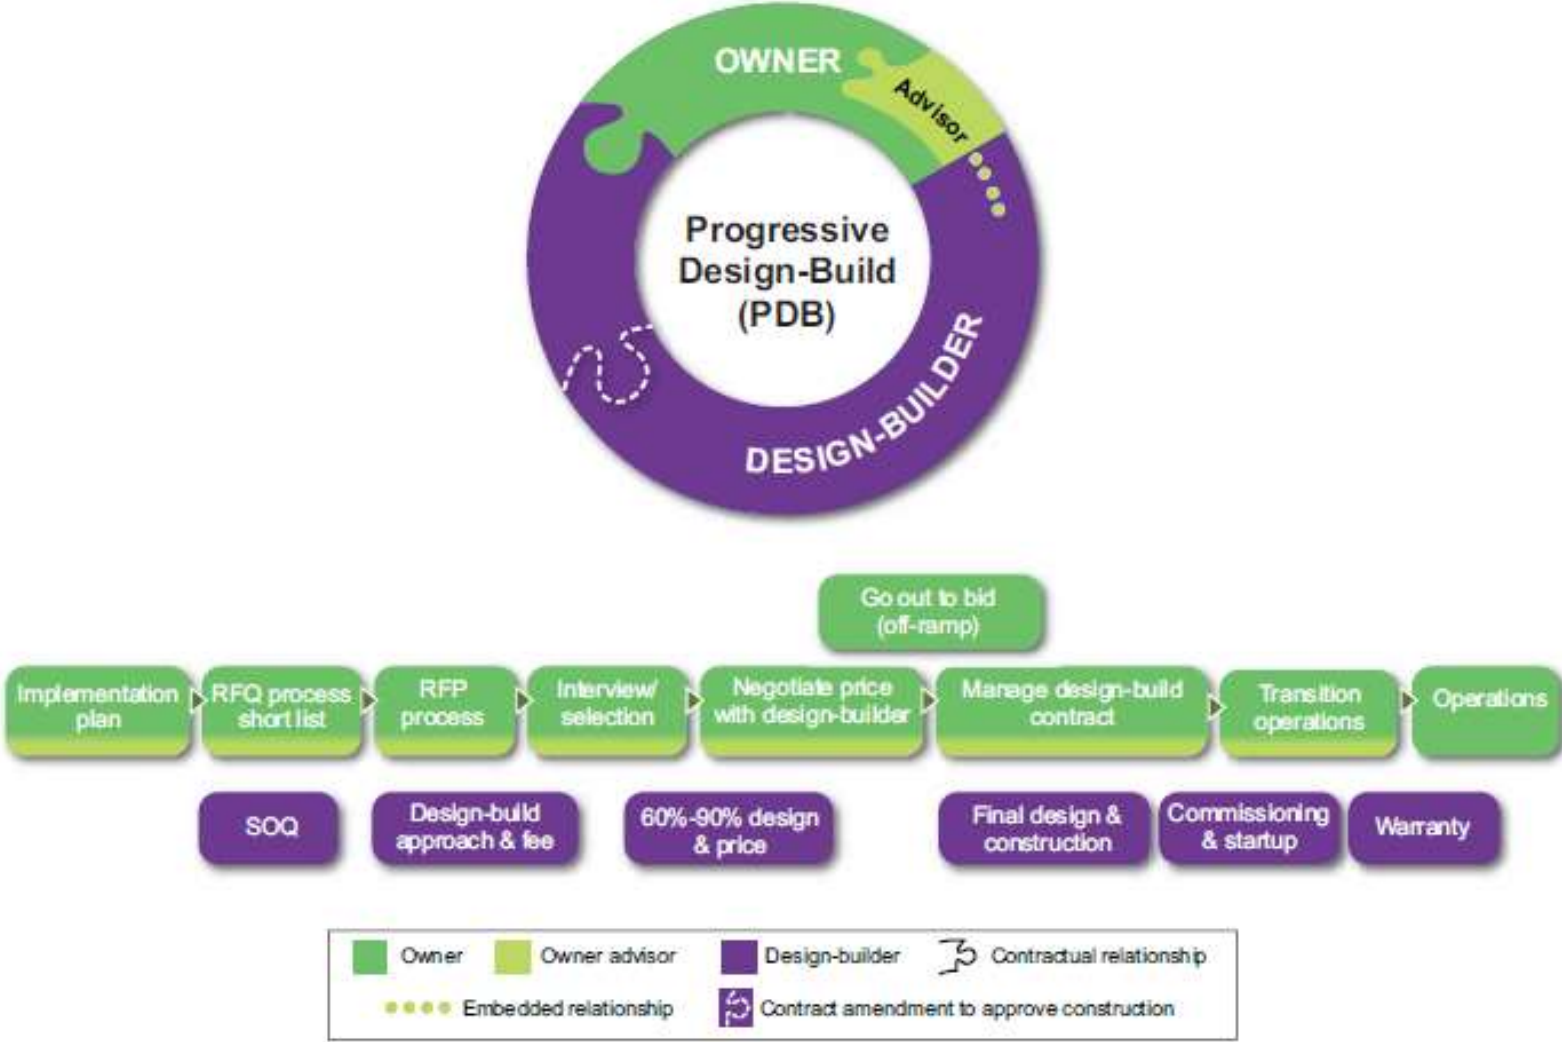 OWNER
Advisor
Progressive
Design-Build
(PDB)
DESIGN-BUILDER
Go out to bid
(off-ramp)
Implementation
plan
RFQ process
short list
RFP
process
Interview/
selection
Negotiate price
with design-builder
Manage design-build
contract
Transition
operations
Operations
SOQ
Design-build
approach & fee
60%-90% design
& price
Final design &
construction
Commissioning
& startup
Warranty
Owner
Owner advisor
Design-builder
Contractual relationship
Embedded relationship
Contract amendment to approve construction